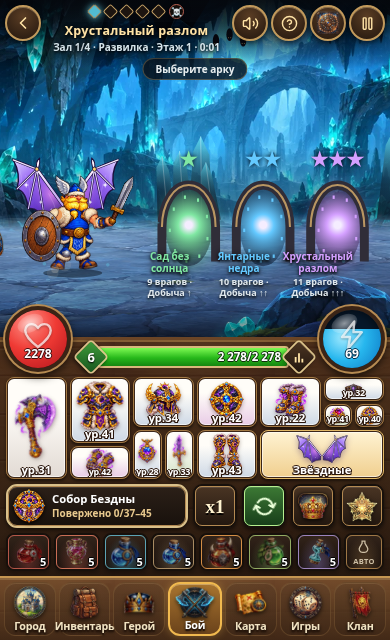 Хрустальный разлом
Зал 1/4 · Развилка · Этаж 1 · 0:01
Выберите арку
Сад без солнца
9 врагов · Добыча ↑
Янтарные недра
10 врагов · Добыча ↑↑
Хрустальный разлом
11 врагов · Добыча ↑↑↑
2278
6
2 278/2 278
69
ур.31
ур.41
ур.42
ур.34
ур.28
ур.33
ур.42
ур.43
ур.22
ур.32
ур.41
ур.40
Звёздные
Собор Бездны
Повержено 0/37–45
x1
5
5
5
5
5
5
5
АВТО
Город
Инвентарь
Герой
Бой
Карта
Игры
Клан